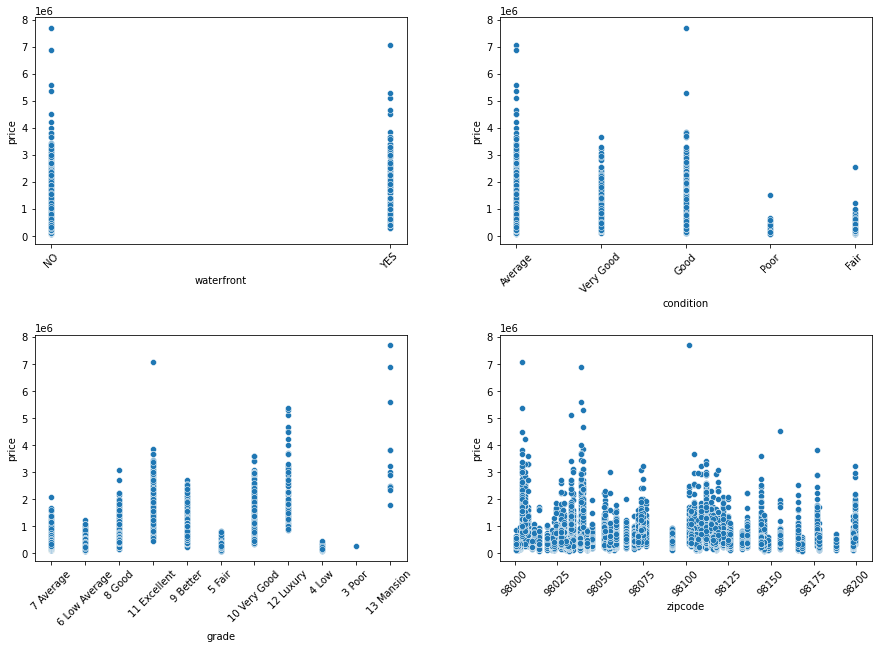 1e6
8
7
6
5
4
3
2
1
0
price
NO
YES
waterfront
1e6
8
7
6
5
4
3
2
1
0
price
Average
Very Good
Good
Poor
Fair
condition
1e6
8
7
6
5
4
3
2
1
0
price
7 Average
6 Low Average
8 Good
11 Excellent
9 Better
5 Fair
10 Very Good
12 Luxury
4 Low
3 Poor
13 Mansion
grade
1e6
8
7
6
5
4
3
2
1
0
price
98000
98025
98050
98075
98100
98125
98150
98175
98200
zipcode